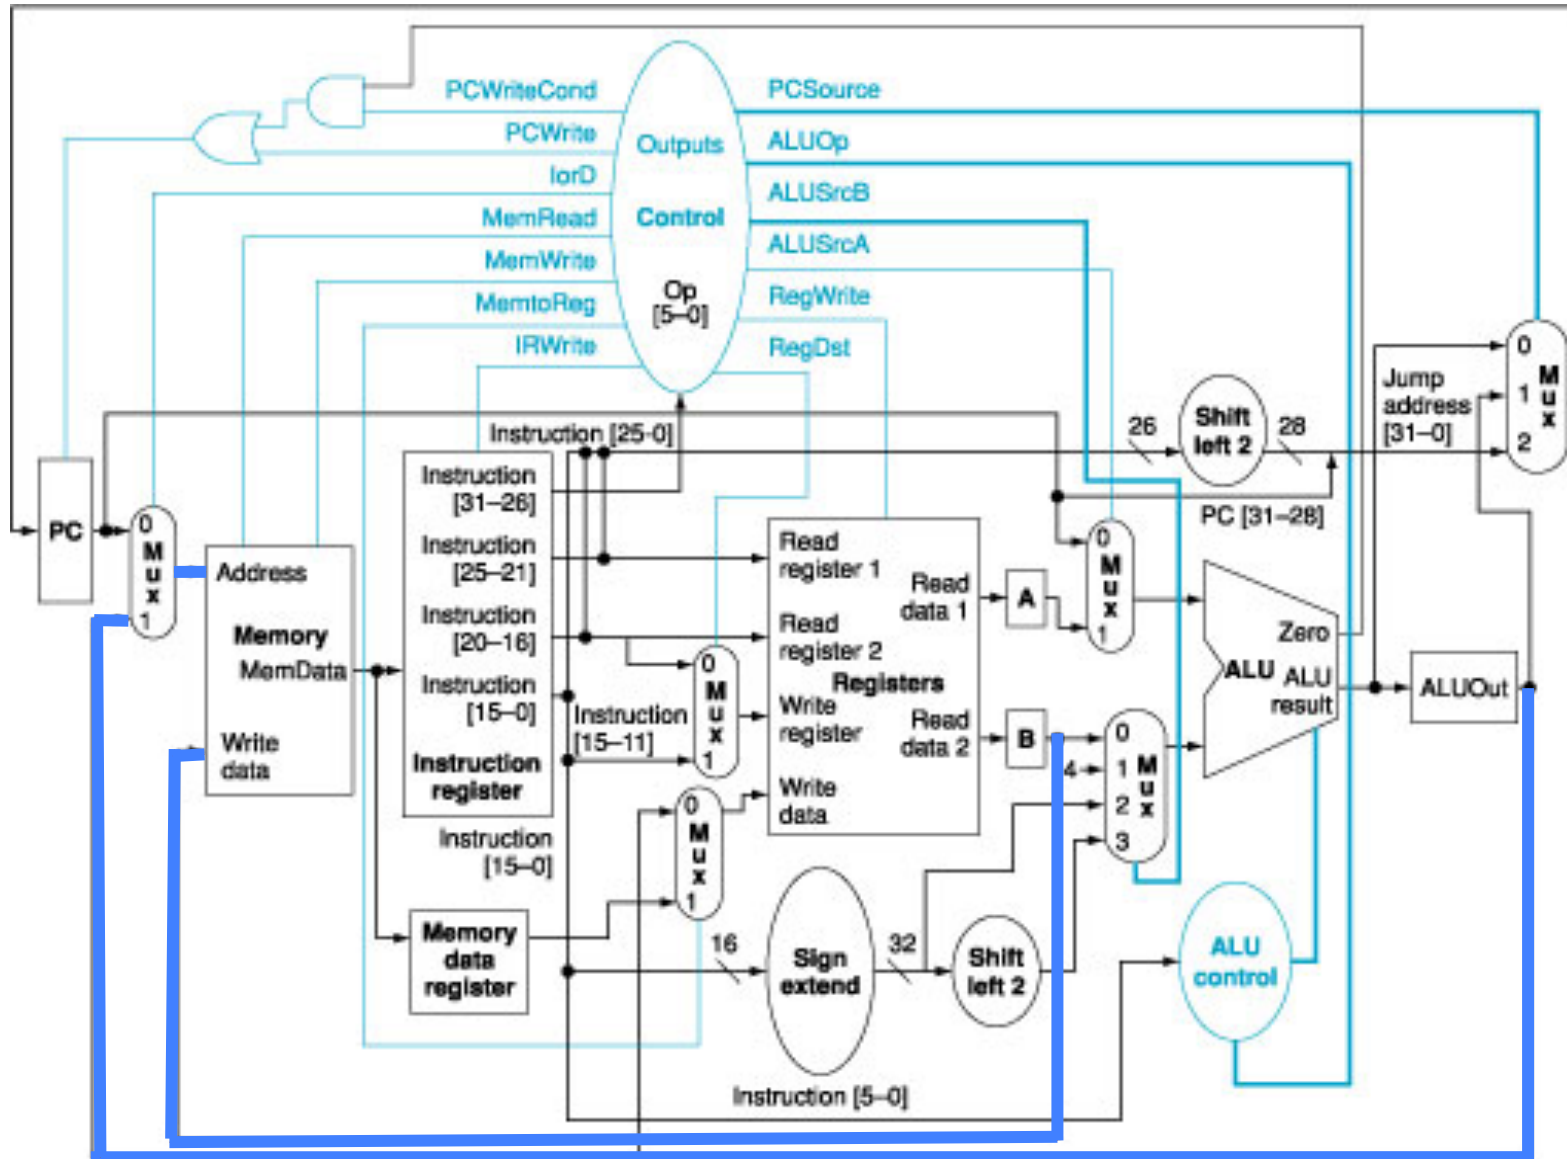 PCWriteCond
PCWrite
IorD
MemRead
MemWrite
MemtoReg
IRWrite
Outputs
Control
Op
[5–0]
PCSource
ALUOp
ALUSrcB
ALUSrcA
RegWrite
RegDst
PC
0
M
u
x
1
Address
Memory
MemData
Write
data
Instruction [25-0]
Instruction
[31–26]
Instruction
[25–21]
Instruction
[20–16]
Instruction
[15–0]
Instruction
register
Instruction
[15–0]
Memory
data
register
Instruction
[15–11]
0
M
u
x
1
0
M
u
x
1
Read
register 1
Read
register 2
Registers
Write
register
Write
data
Read
data 1
Read
data 2
16
Sign
extend
32
Shift
left 2
Instruction [5–0]
A
B
4
0
M
u
x
1
0
1
2
3
M
u
x
26
Shift
left 2
28
PC [31–28]
Jump
address
[31–0]
0
1
2
M
u
x
Zero
ALU
ALU
result
ALUOut
ALU
control